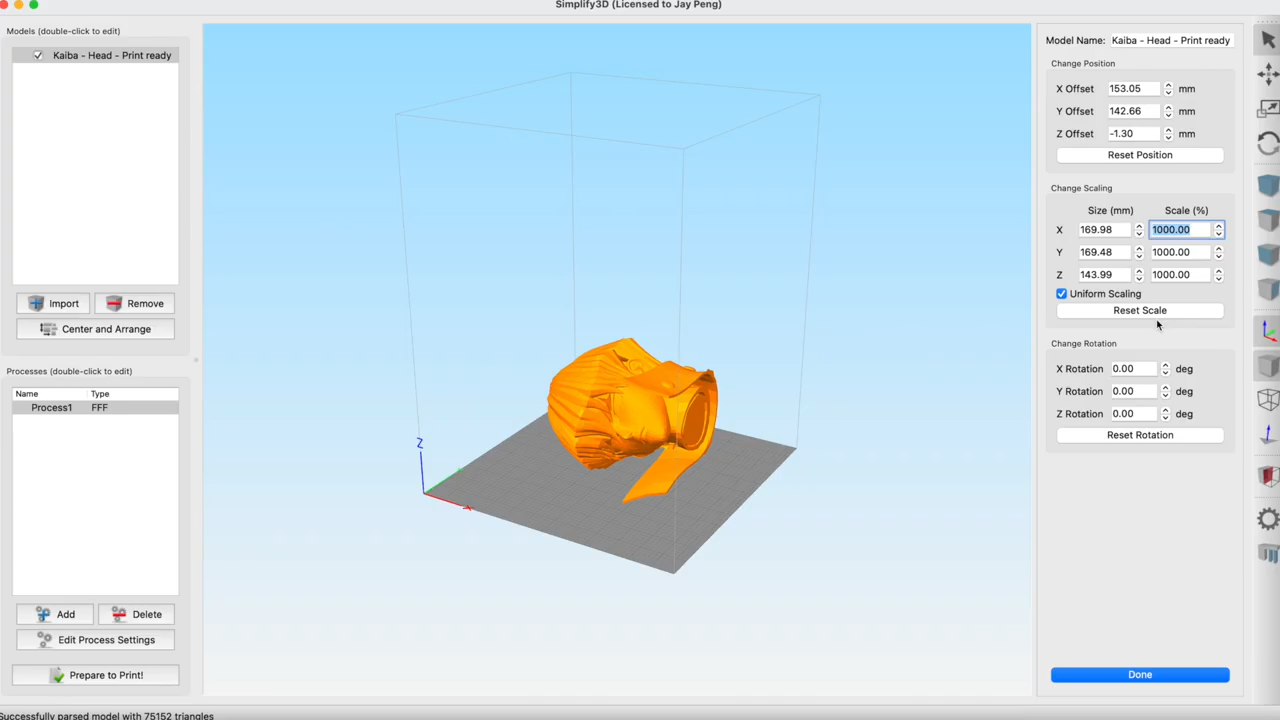 Simplify3D (Licensed to Jay Peng)
Models (double-click to edit)
Kaiba - Head - Print ready
Import
Remove
Center and Arrange
Processes (double-click to edit)
Name Type
Process1 FFF
Add
Delete
Edit Process Settings
Prepare to Print!
Successfully parsed model with 75152 triangles
Z
Model Name: Kaiba - Head - Print ready
Change Position
X Offset 153.05 mm
Y Offset 142.66 mm
Z Offset -1.30 mm
Reset Position
Change Scaling
Size (mm) Scale (%)
X 169.98 1000.00
Y 169.48 1000.00
Z 143.99 1000.00
Uniform Scaling
Reset Scale
Change Rotation
X Rotation 0.00 deg
Y Rotation 0.00 deg
Z Rotation 0.00 deg
Reset Rotation
Done